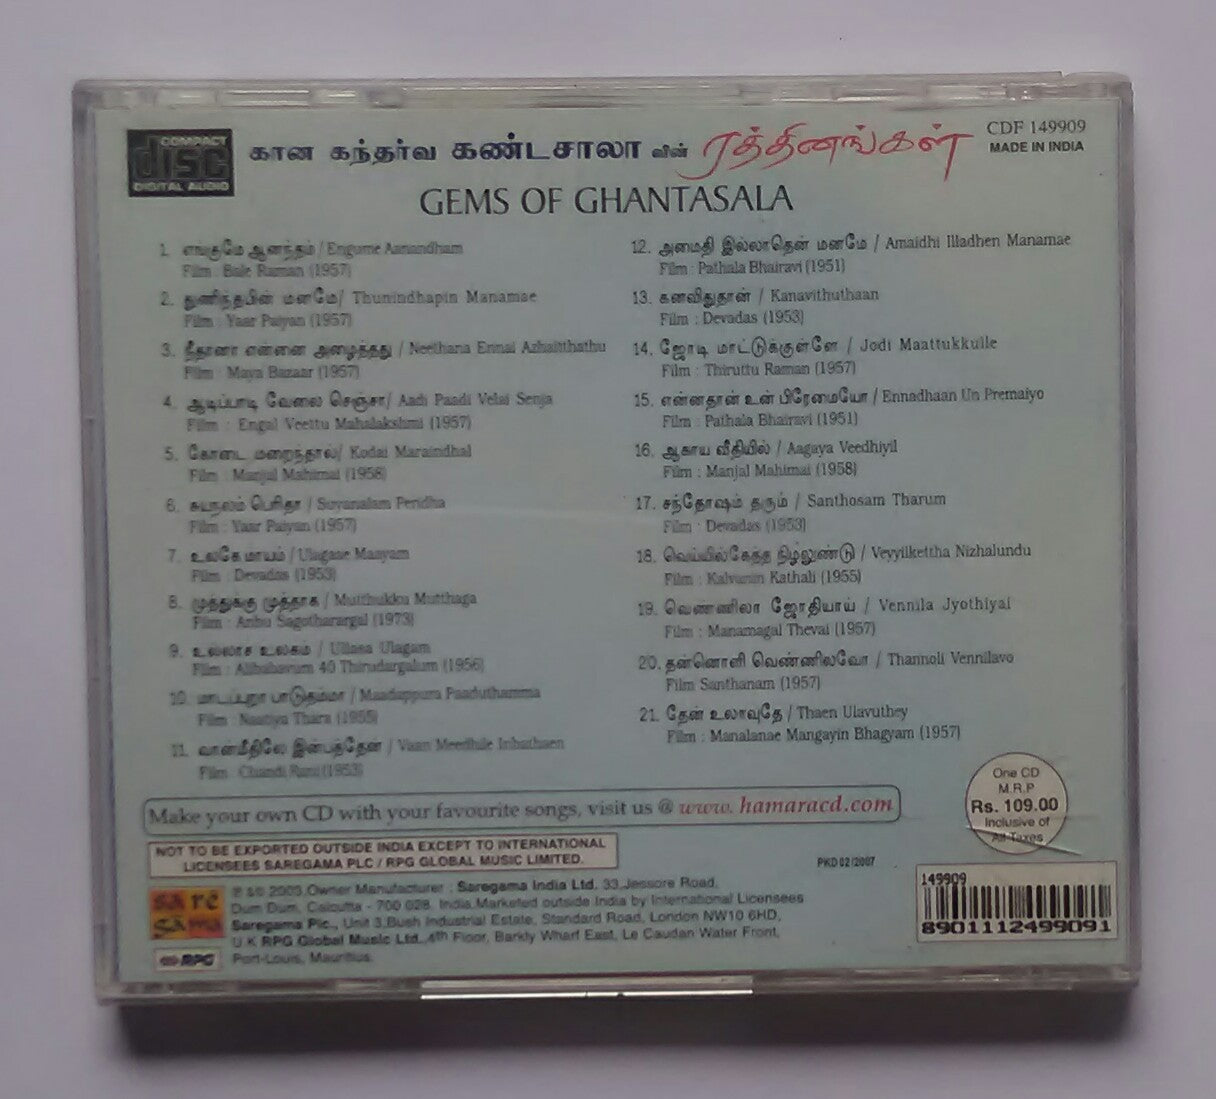 COMPACT
disc
DIGITAL AUDIO
கான கந்தர்வ கண்டசாலா வின் ரத்தினங்கள்
CDF 149909
MADE IN INDIA
GEMS OF GHANTASALA
1. எங்குமே ஆனந்தம் / Engume Aanandham
Film : Bale Raman (1957)
2. துணிந்தபின் மனமே/ Thunindhapin Manamae
Film : Yaar Paiyan (1957)
3. நீதானா என்னை அழைத்தது / Neethana Ennai Azhaitthathu
Film : Maya Bazaar (1957)
4. ஆடிப்பாடி வேலை செஞ்சா/ Aadi Paadi Velai Senja
Film : Engal Veettu Mahalakshmi (1957)
5. கோடை மறைந்தால்/ Kodai Maraindhal
Film : Manjal Mahimai (1958)
6. சுயநலம் பெரிதா / Suyanalam Peridha
Film : Yaar Paiyan (1957)
7. உலகே மாயம் / Ulagaae Maayam
Film : Devadas (1953)
8. முத்துக்கு முத்தாக / Mutthukku Mutthaga
Film : Anbu Sagotharargal (1973)
9. உல்லாச உலகம் / Ullasa Ulagam
Film : Alibabavum 40 Thirudargalum (1956)
10. மாடப்புறா பாடுதம்மா / Maadappura Paaduthamma
Film : Naatiya Thara (1955)
11. வான்மீதிலே இன்பத்தேன் / Vaan Meedhile Inbathaen
Film : Chandi Rani (1953)
12. அமைதி இல்லாதென் மனமே / Amaidhi Illadhen Manamae
Film : Pathala Bhairavi (1951)
13. கனவிதுதான் / Kanavithuthaan
Film : Devadas (1953)
14. ஜோடி மாட்டுக்குள்ளே / Jodi Maattukkulle
Film : Thiruttu Raman (1957)
15. என்னதான் உன் பிரேமையோ / Ennadhaan Un Premaiyo
Film : Pathala Bhairavi (1951)
16. ஆகாய வீதியில் / Aagaya Veedhiyil
Film : Manjal Mahimai (1958)
17. சந்தோஷம் தரும் / Santhosam Tharum
Film : Devadas (1953)
18. வெய்யில்கேத்த நிழலுண்டு / Veyyilkettha Nizhalundu
Film : Kalvanin Kathali (1955)
19. வெண்ணிலா ஜோதியாய் / Vennila Jyothiyai
Film : Manamagal Thevai (1957)
20. தன்னொளி வெண்ணிலவோ / Thannoli Vennilavo
Film Santhanam (1957)
21. தேன் உலாவுதே / Thaen Ulavuthey
Film : Manalanae Mangayin Bhagyam (1957)
Make your own CD with your favourite songs, visit us @ www. hamaracd.com
One CD
M.R.P
Rs. 109.00
Inclusive of
All Taxes
NOT TO BE EXPORTED OUTSIDE INDIA EXCEPT TO INTERNATIONAL
LICENSEES SAREGAMA PLC / RPG GLOBAL MUSIC LIMITED.
PKD 02/2007
sa re
ga ma
RPG
℗ & © 2003,Owner Manufacturer : Saregama India Ltd. 33,Jessore Road,
Dum Dum, Calcutta - 700 028. India.Marketed outside India by International Licensees
Saregama Plc., Unit 3,Bush Industrial Estate, Standard Road, London NW10 6HD,
U K RPG Global Music Ltd.,4th Floor, Barkly Wharf East, Le Caudan Water Front,
Port-Louis, Mauritius.
149909
8901112499091